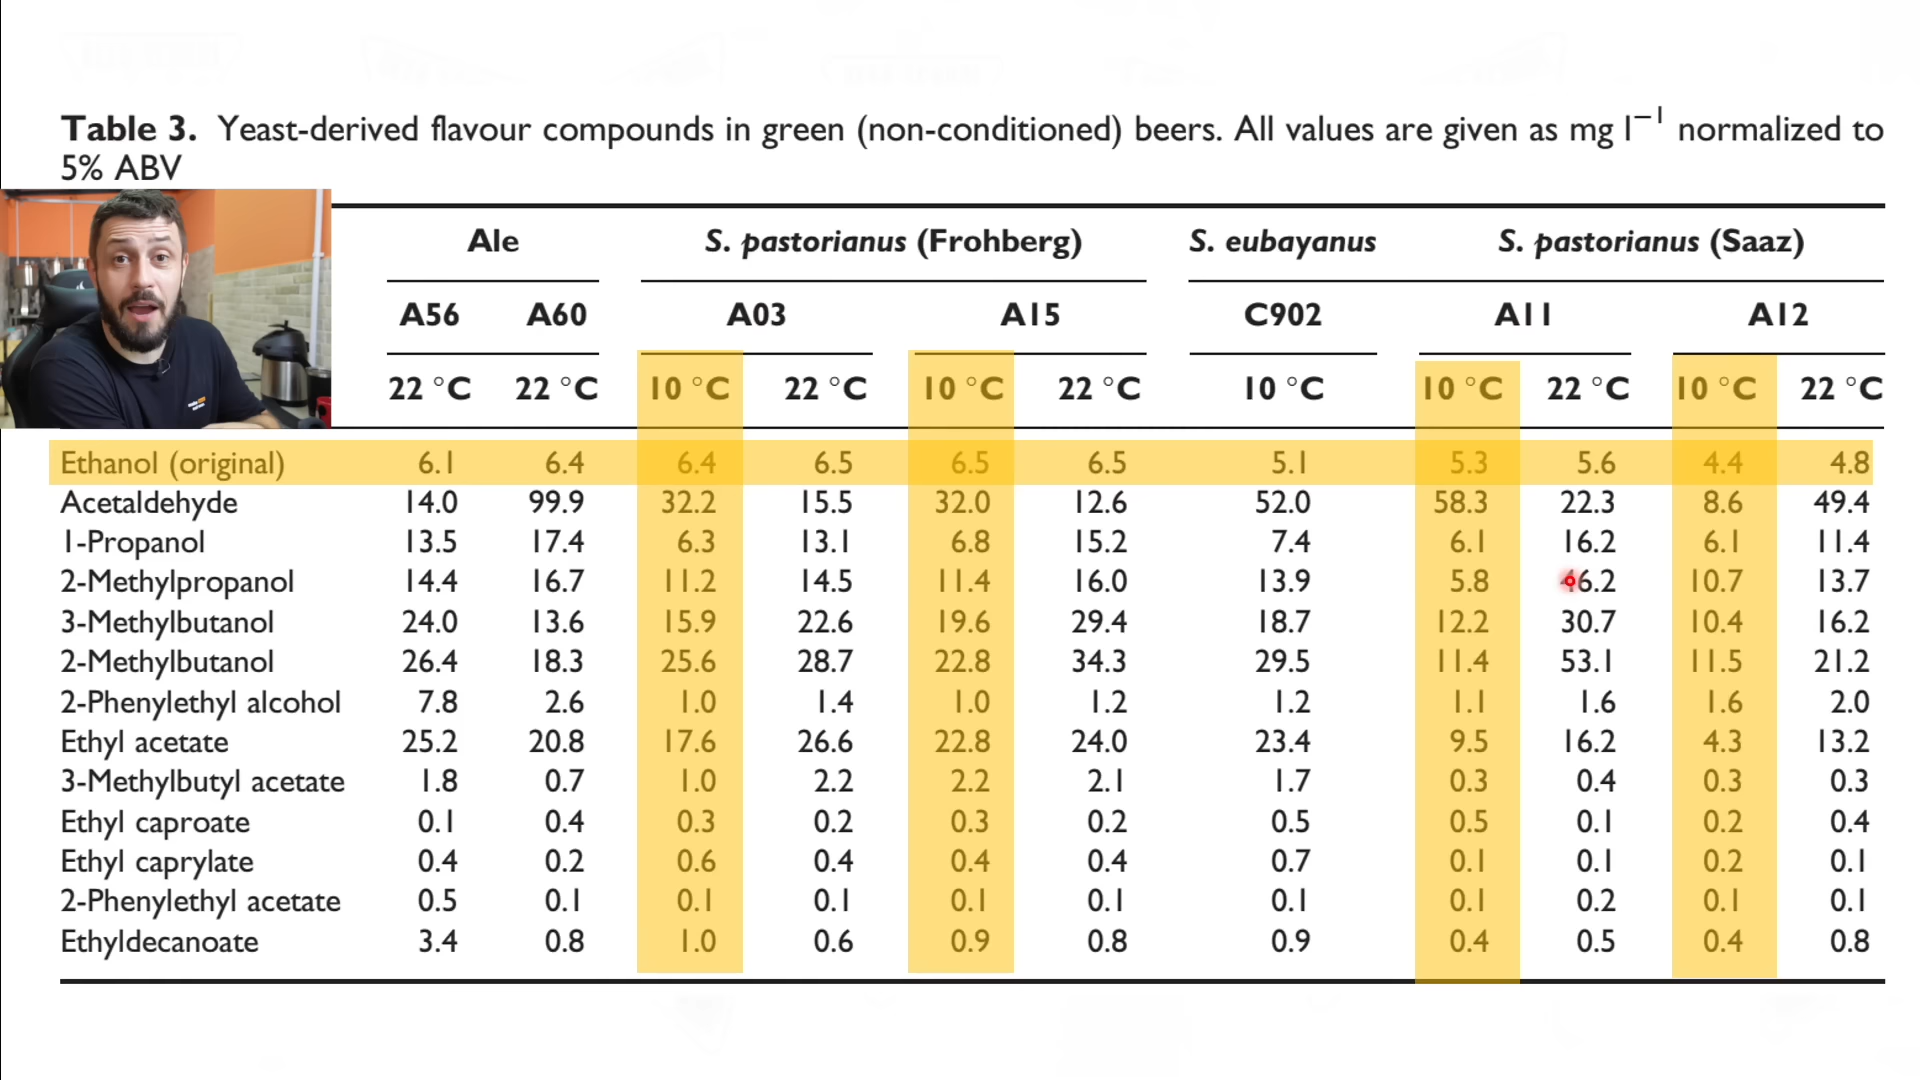 Table 3. Yeast-derived flavour compounds in green (non-conditioned) beers. All values are given as mg l⁻¹ normalized to
5% ABV
Ale S. pastorianus (Frohberg) S. eubayanus S. pastorianus (Saaz)
A56 A60 A03 A15 C902 A11 A12
22 °C 22 °C 10 °C 22 °C 10 °C 22 °C 10 °C 10 °C 22 °C 10 °C 22 °C
Ethanol (original) 6.1 6.4 6.4 6.5 6.5 6.5 5.1 5.3 5.6 4.4 4.8
Acetaldehyde 14.0 99.9 32.2 15.5 32.0 12.6 52.0 58.3 22.3 8.6 49.4
1-Propanol 13.5 17.4 6.3 13.1 6.8 15.2 7.4 6.1 16.2 6.1 11.4
2-Methylpropanol 14.4 16.7 11.2 14.5 11.4 16.0 13.9 5.8 46.2 10.7 13.7
3-Methylbutanol 24.0 13.6 15.9 22.6 19.6 29.4 18.7 12.2 30.7 10.4 16.2
2-Methylbutanol 26.4 18.3 25.6 28.7 22.8 34.3 29.5 11.4 53.1 11.5 21.2
2-Phenylethyl alcohol 7.8 2.6 1.0 1.4 1.0 1.2 1.2 1.1 1.6 1.6 2.0
Ethyl acetate 25.2 20.8 17.6 26.6 22.8 24.0 23.4 9.5 16.2 4.3 13.2
3-Methylbutyl acetate 1.8 0.7 1.0 2.2 2.2 2.1 1.7 0.3 0.4 0.3 0.3
Ethyl caproate 0.1 0.4 0.3 0.2 0.3 0.2 0.5 0.5 0.1 0.2 0.4
Ethyl caprylate 0.4 0.2 0.6 0.4 0.4 0.4 0.7 0.1 0.1 0.2 0.1
2-Phenylethyl acetate 0.5 0.1 0.1 0.1 0.1 0.1 0.1 0.1 0.2 0.1 0.1
Ethyldecanoate 3.4 0.8 1.0 0.6 0.9 0.8 0.9 0.4 0.5 0.4 0.8